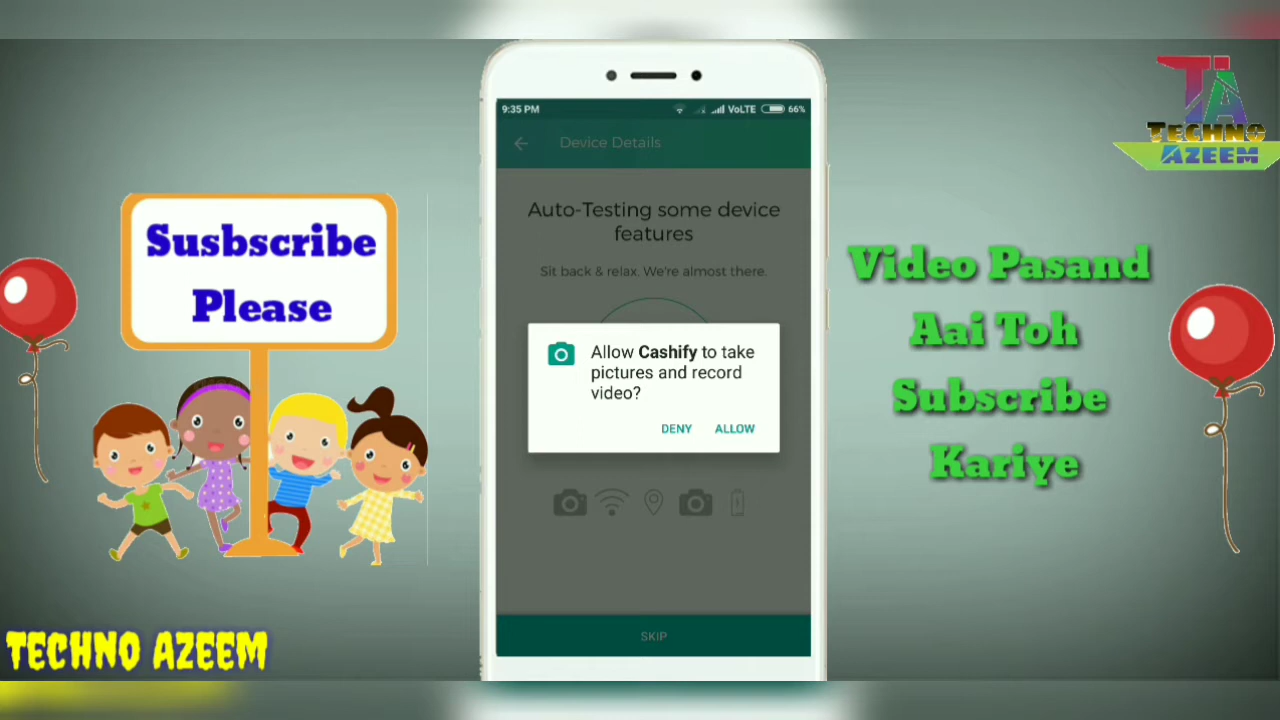 Susbscribe
Please
TECHNO AZEEM
9:35 PM VoLTE 66%
Device Details
Auto-Testing some device
features
Sit back & relax. We're almost there.
Allow Cashify to take
pictures and record
video?
DENY ALLOW
SKIP
TA
TECHNO
AZEEM
Video Pasand
Aai Toh
Subscribe
Kariye